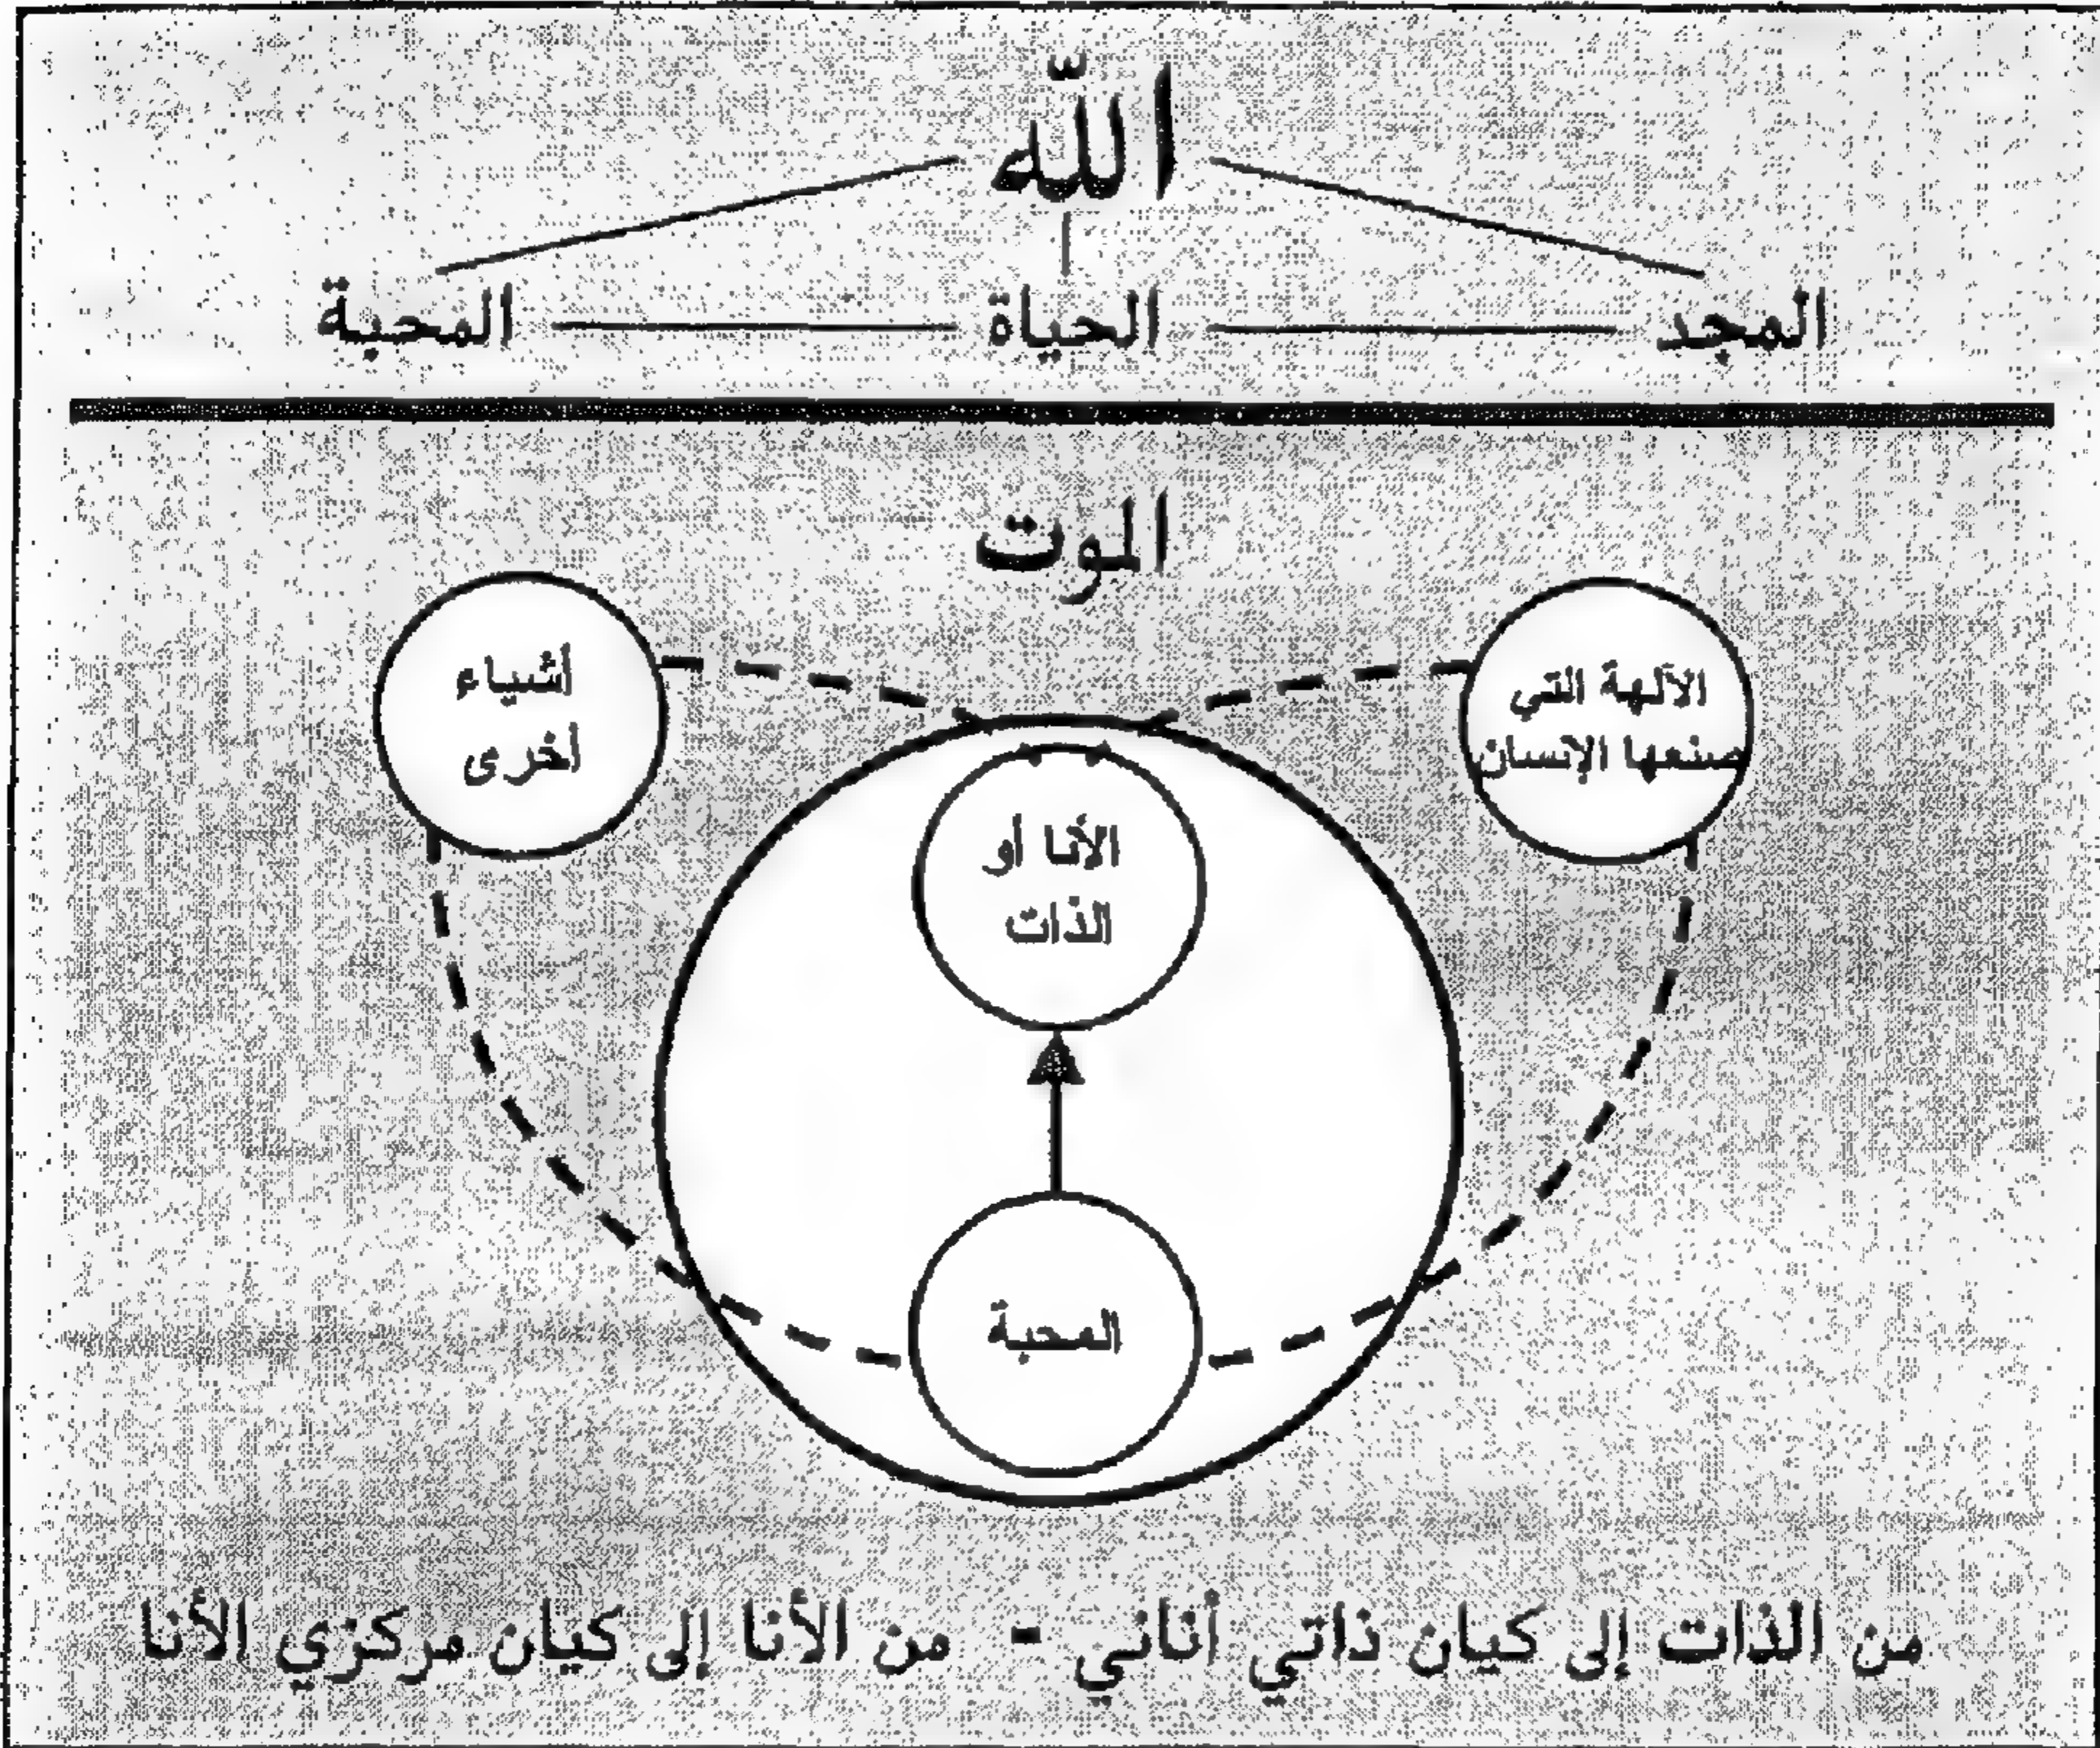 الله
المجد الحياة المحبة
الموت
الآلهة التي
صنعها الإنسان
أشياء
أخرى
الأنا أو
الذات
المحبة
من الذات إلى كيان ذاتي أناني - من الأنا إلى كيان مركزي الأنا